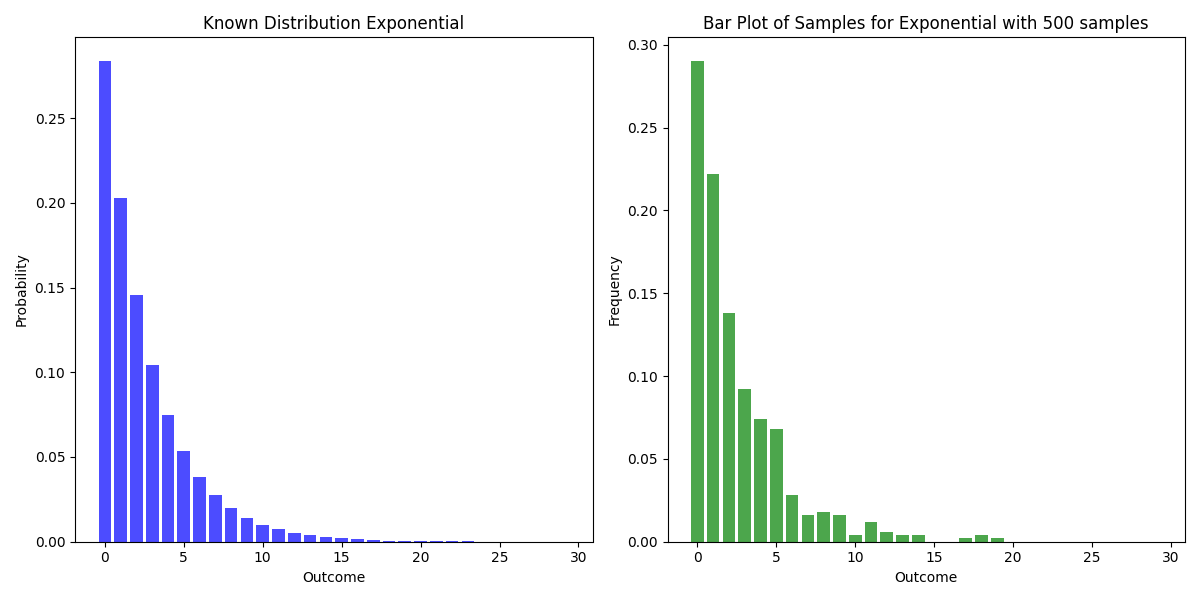 Known Distribution Exponential
0.25
0.20
0.15
0.10
0.05
0.00
Probability
0 5 10 15 20 25 30
Outcome
Bar Plot of Samples for Exponential with 500 samples
0.30
0.25
0.20
0.15
0.10
0.05
0.00
Frequency
0 5 10 15 20 25 30
Outcome